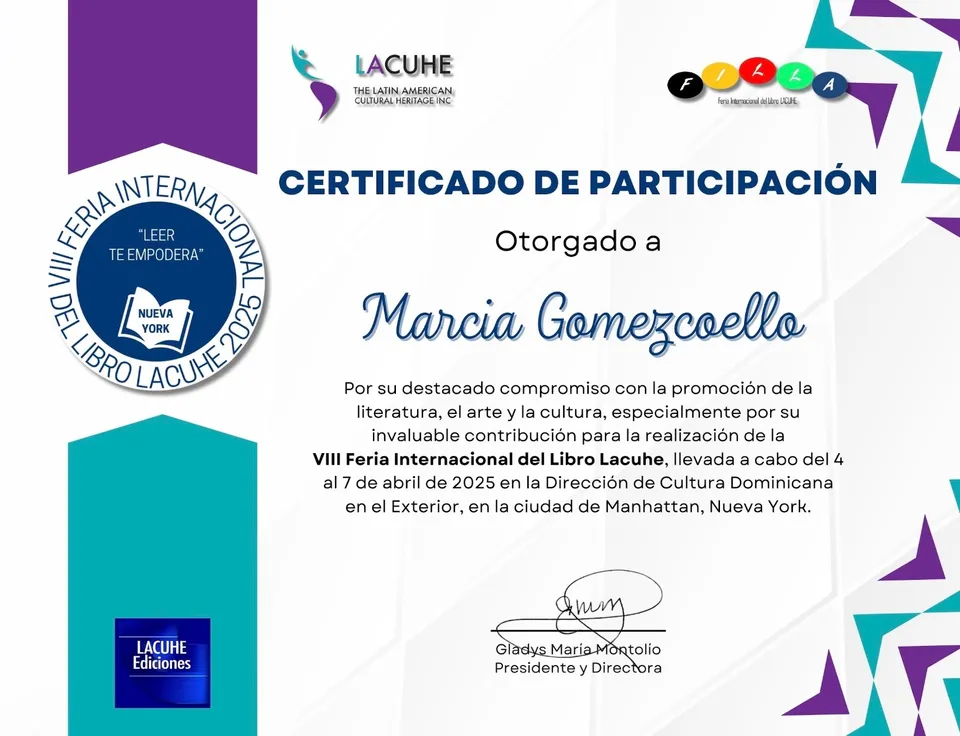 LACUHE
THE LATIN AMERICAN
CULTURAL HERITAGE INC
F I L L A
Feria Internacional del Libro LACUHE
VIII FERIA INTERNACIONAL
DEL LIBRO LACUHE 2025
“LEER
TE EMPODERA”
NUEVA
YORK
CERTIFICADO DE PARTICIPACIÓN
Otorgado a
Marcia Gomezcoello
Por su destacado compromiso con la promoción de la
literatura, el arte y la cultura, especialmente por su
invaluable contribución para la realización de la
VIII Feria Internacional del Libro Lacuhe, llevada a cabo del 4
al 7 de abril de 2025 en la Dirección de Cultura Dominicana
en el Exterior, en la ciudad de Manhattan, Nueva York.
Gladys Maria Montolio
Presidente y Directora
LACUHE
Ediciones